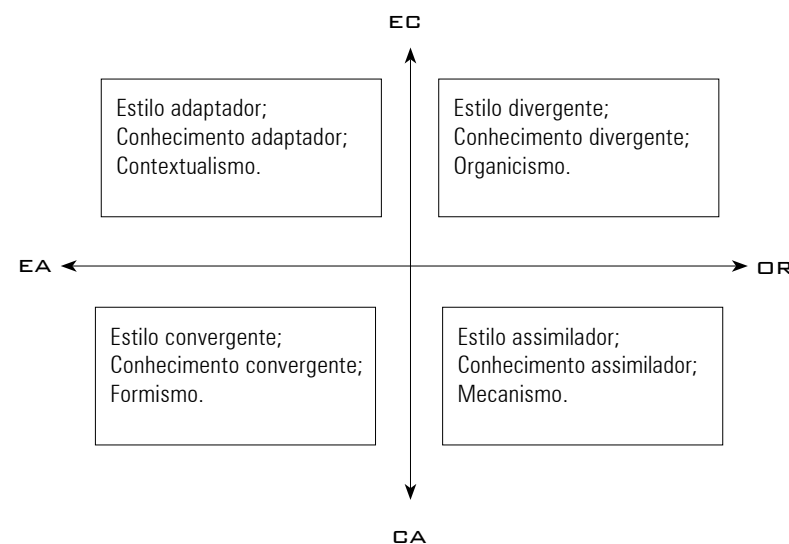 EC
Estilo adaptador;
Conhecimento adaptador;
Contextualismo.
Estilo divergente;
Conhecimento divergente;
Organicismo.
EA
OR
Estilo convergente;
Conhecimento convergente;
Formismo.
Estilo assimilador;
Conhecimento assimilador;
Mecanismo.
CA